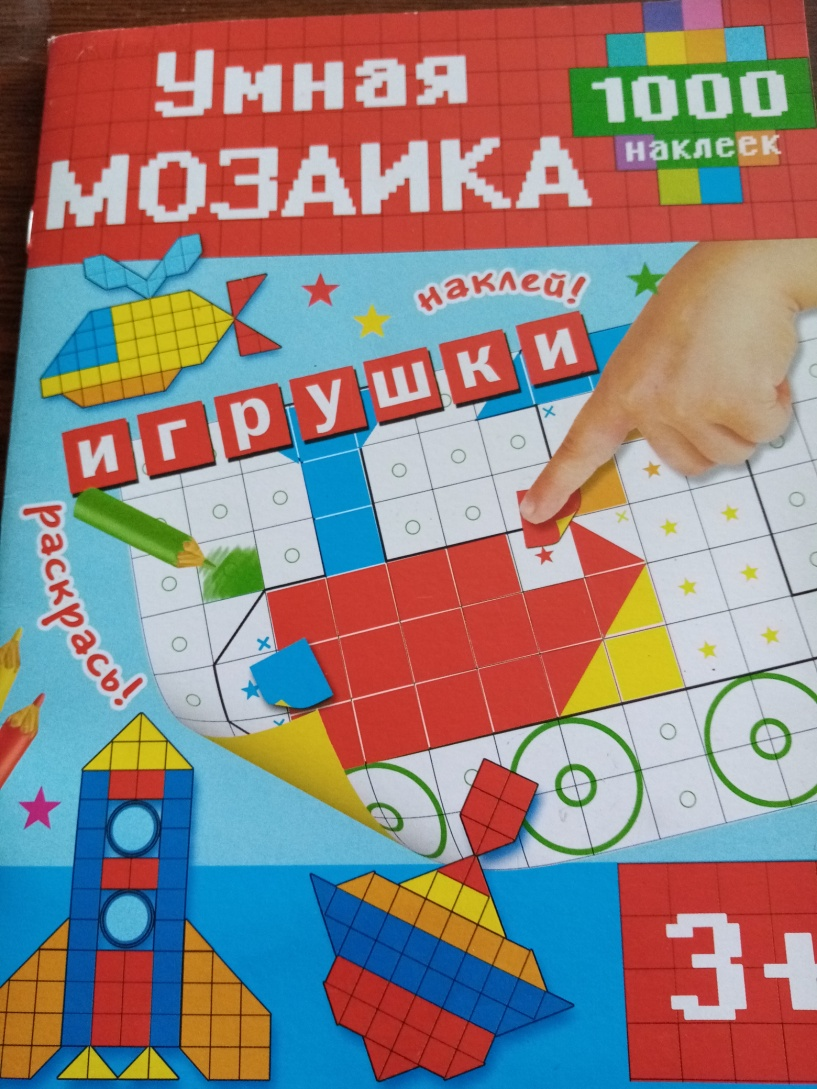 Умная
МОЗАИКА
1000
наклеек
наклей!
игрушки
раскрась!
3+